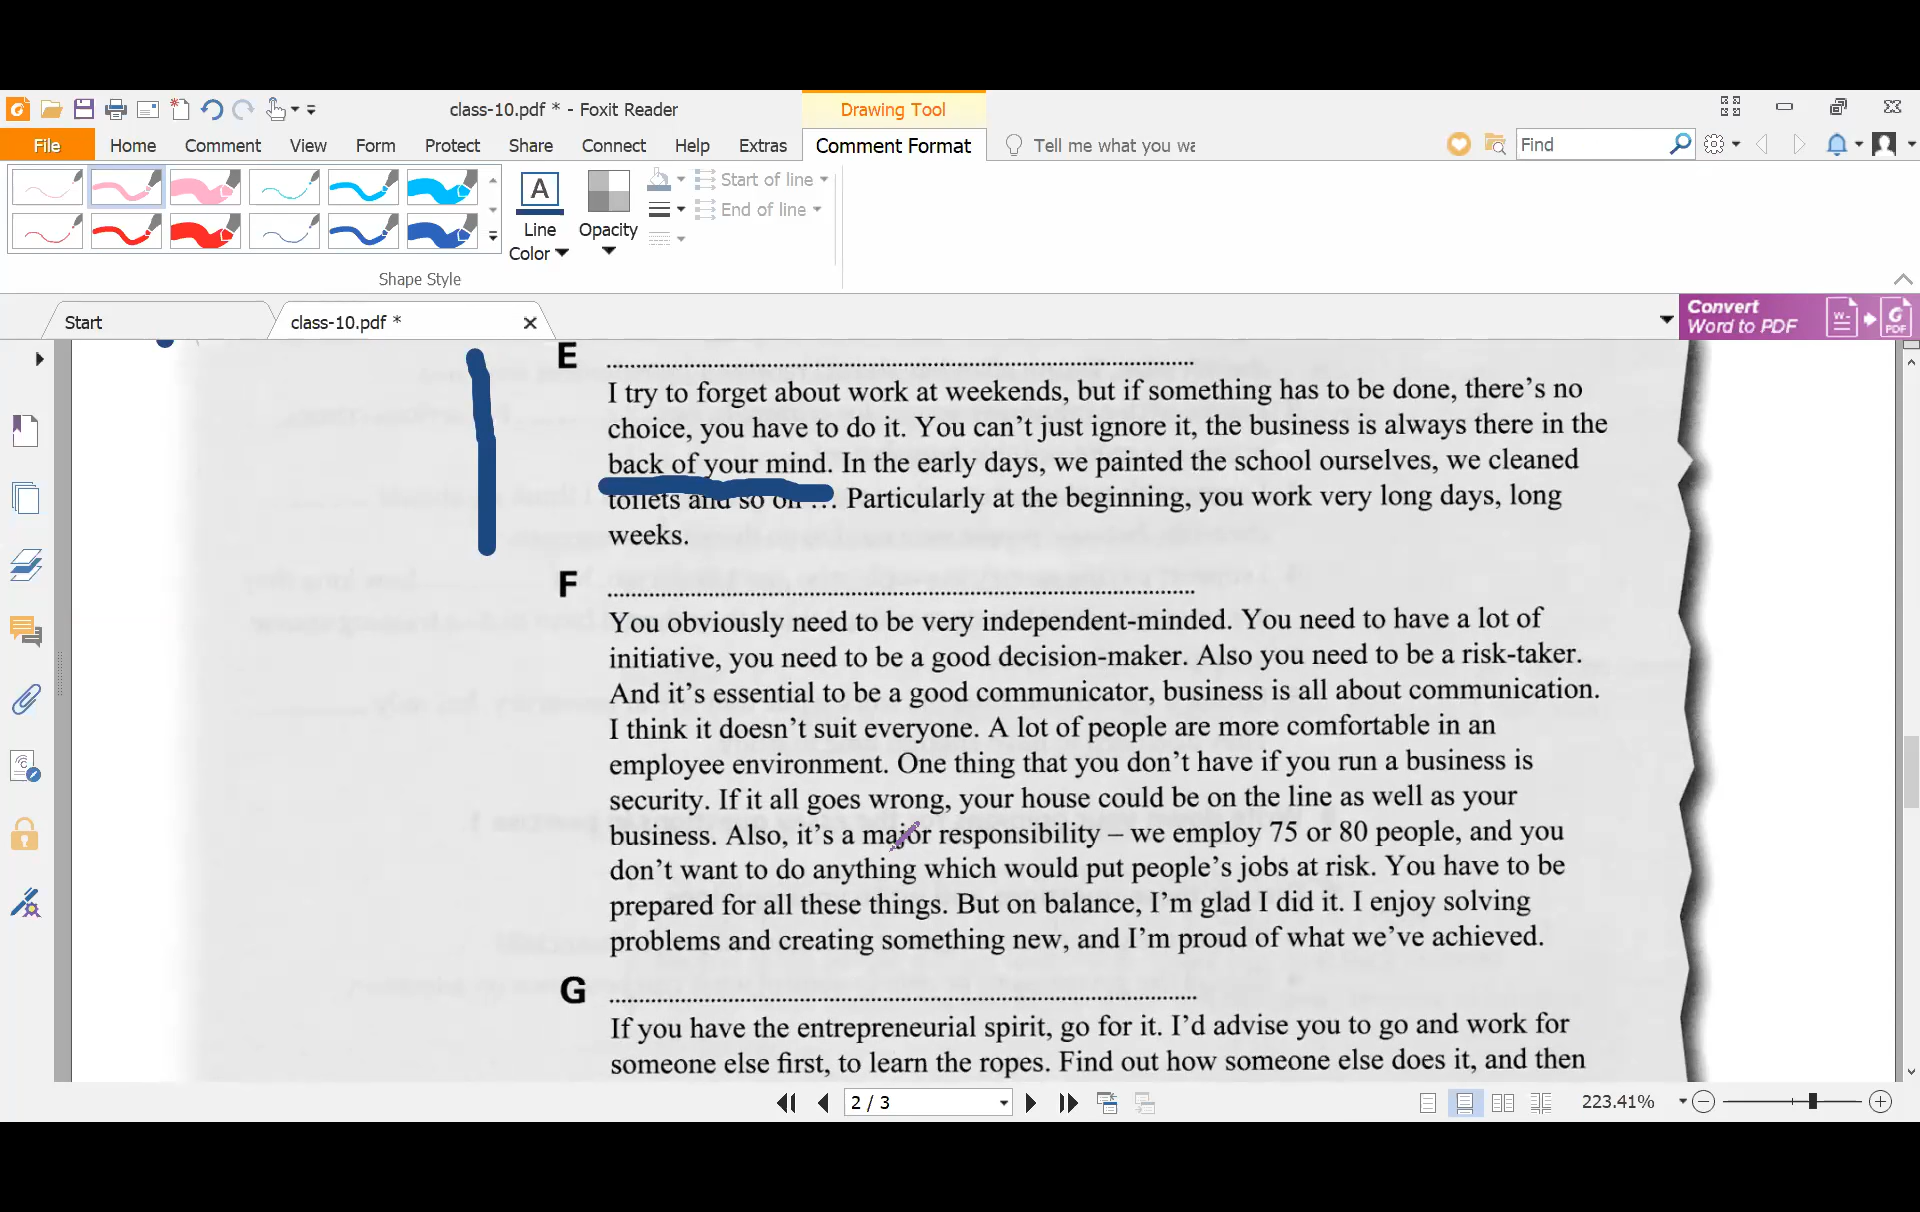 class-10.pdf * - Foxit Reader
Drawing Tool
File Home Comment View Form Protect Share Connect Help Extras Comment Format Tell me what you wa Find
Line Color
Opacity
Start of line
End of line
Shape Style
Start
class-10.pdf *
Convert
Word to PDF
E
I try to forget about work at weekends, but if something has to be done, there's no
choice, you have to do it. You can't just ignore it, the business is always there in the
back of your mind. In the early days, we painted the school ourselves, we cleaned
toilets and so on … Particularly at the beginning, you work very long days, long
weeks.
F
You obviously need to be very independent-minded. You need to have a lot of
initiative, you need to be a good decision-maker. Also you need to be a risk-taker.
And it's essential to be a good communicator, business is all about communication.
I think it doesn't suit everyone. A lot of people are more comfortable in an
employee environment. One thing that you don't have if you run a business is
security. If it all goes wrong, your house could be on the line as well as your
business. Also, it's a major responsibility – we employ 75 or 80 people, and you
don't want to do anything which would put people's jobs at risk. You have to be
prepared for all these things. But on balance, I'm glad I did it. I enjoy solving
problems and creating something new, and I'm proud of what we've achieved.
G
If you have the entrepreneurial spirit, go for it. I'd advise you to go and work for
someone else first, to learn the ropes. Find out how someone else does it, and then
2 / 3
223.41%